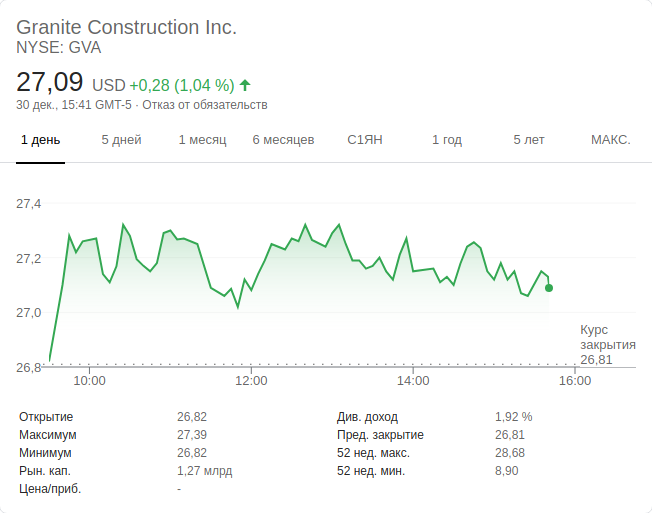 Granite Construction Inc.
NYSE: GVA
27,09 USD +0,28 (1,04 %)
30 дек., 15:41 GMT-5 · Отказ от обязательств
1 день 5 дней 1 месяц 6 месяцев С1ЯН 1 год 5 лет МАКС.
27,4
27,2
27,0
26,8
Курс
закрытия
26,81
10:00 12:00 14:00 16:00
Открытие 26,82 Див. доход 1,92 %
Максимум 27,39 Пред. закрытие 26,81
Минимум 26,82 52 нед. макс. 28,68
Рын. кап. 1,27 млрд 52 нед. мин. 8,90
Цена/приб. -